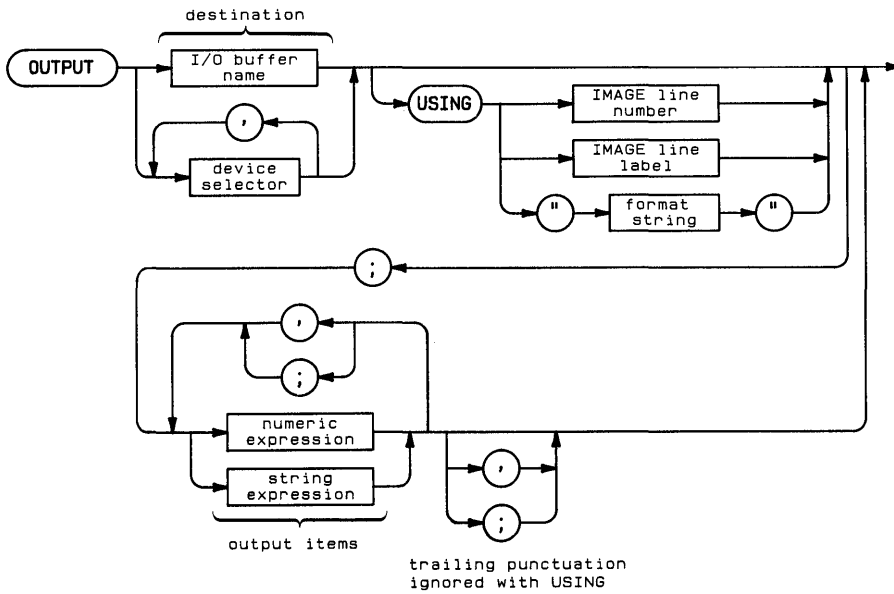 destination
OUTPUT
I/O buffer
name
,
device
selector
USING
IMAGE line
number
IMAGE line
label
"
format
string
"
;
,
;
numeric
expression
string
expression
output items
,
;
trailing punctuation
ignored with USING